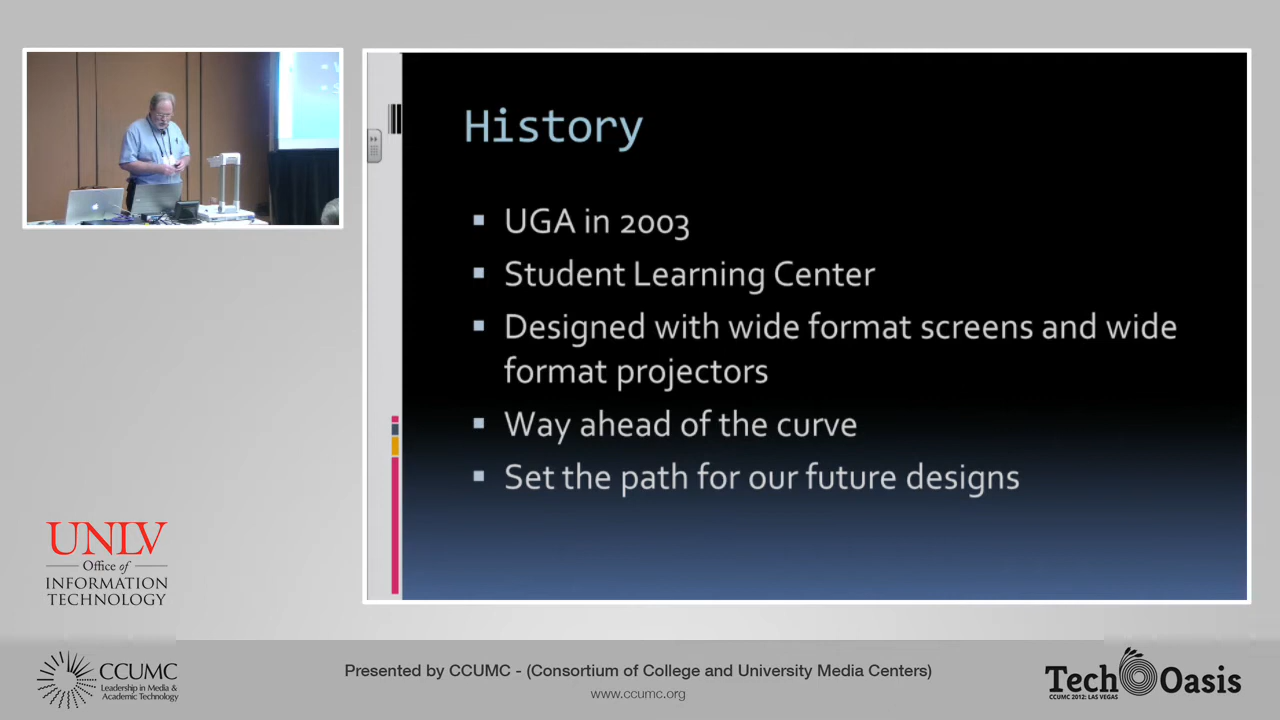 History
UGA in 2003
Student Learning Center
Designed with wide format screens and wide
format projectors
Way ahead of the curve
Set the path for our future designs
UNLV
Office of
INFORMATION
TECHNOLOGY
CCUMC
Leadership in Media &
Academic Technology
Presented by CCUMC - (Consortium of College and University Media Centers)
www.ccumc.org
Tech Oasis
CCUMC 2012: LAS VEGAS